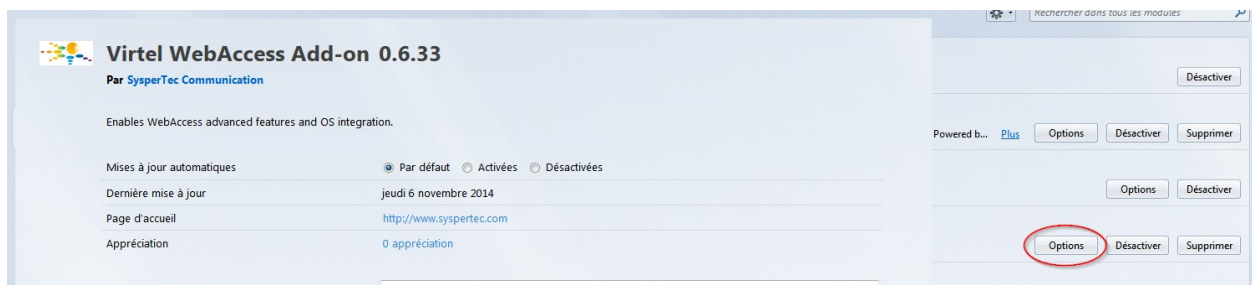 Rechercher dans tous les modules
Virtel WebAccess Add-on 0.6.33
Par SysperTec Communication
Désactiver
Enables WebAccess advanced features and OS integration.
Powered b... Plus Options Désactiver Supprimer
Mises à jour automatiques Par défaut Activées Désactivées
Dernière mise à jour jeudi 6 novembre 2014
Options Désactiver
Page d'accueil http://www.syspertec.com
Appréciation 0 appréciation
Options Désactiver Supprimer